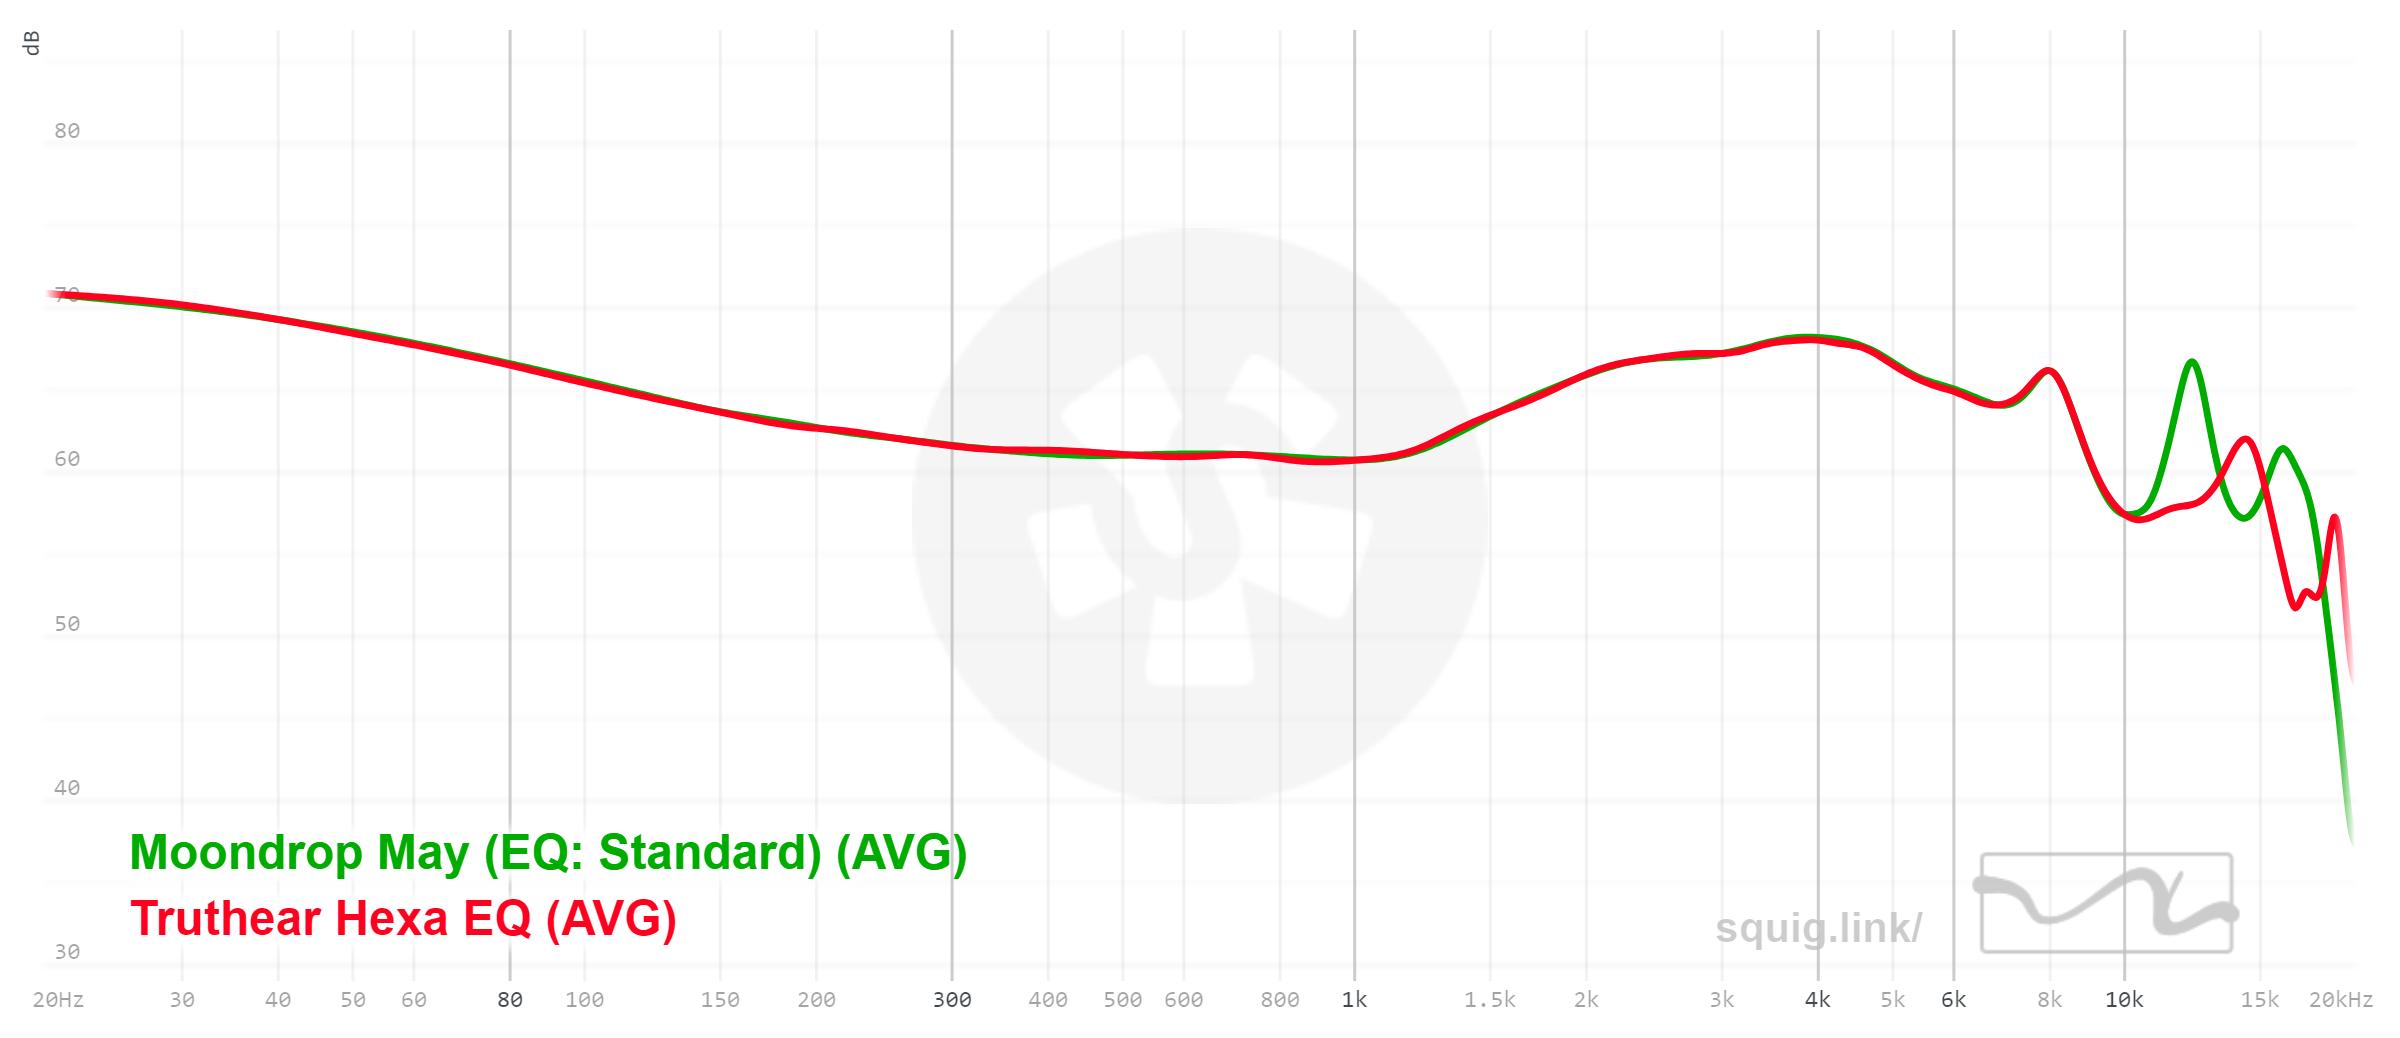 dB
80
70
60
50
40
30
Moondrop May (EQ: Standard) (AVG)
Truthear Hexa EQ (AVG)
squig.link/
20Hz 30 40 50 60 80 100 150 200 300 400 500 600 800 1k 1.5k 2k 3k 4k 5k 6k 8k 10k 15k 20kHz